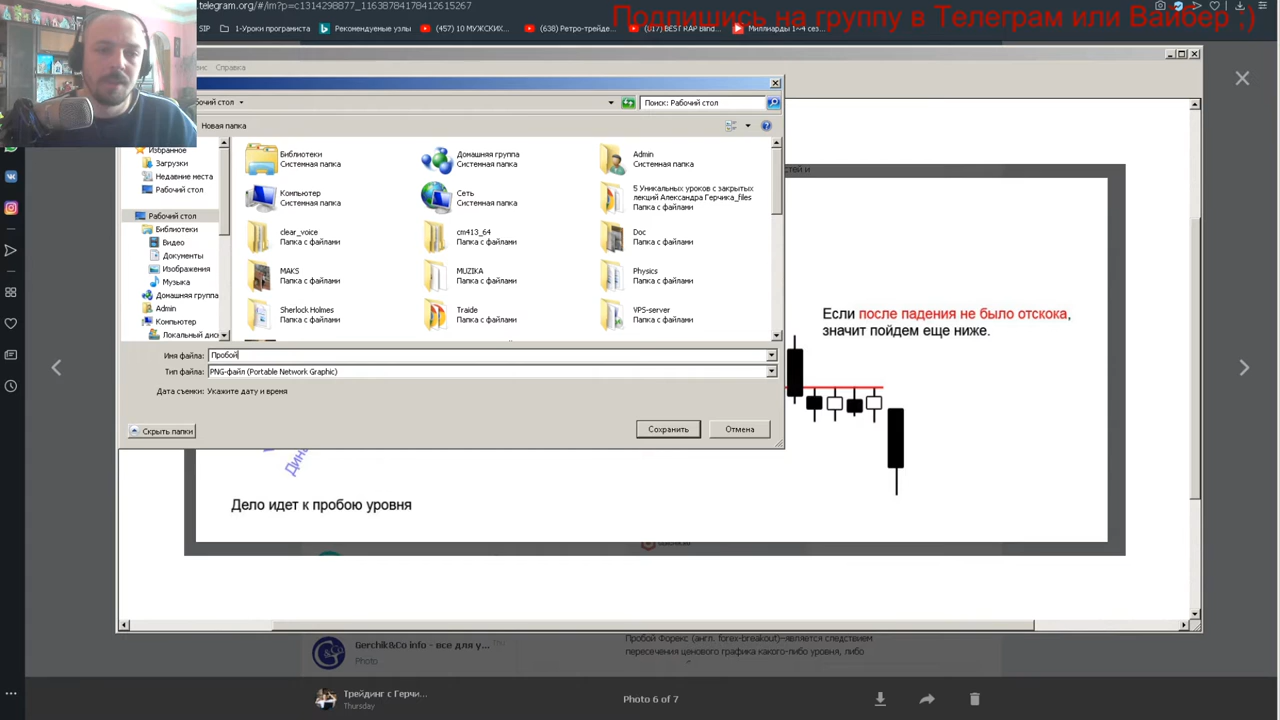 .telegram.org/#/im?p=c1314298877_11638784178412615267
Подпишись на группу в Телеграм или Вайбер ;)
SIP
1-Уроки програниста
Рекомендуемые узлы
(457) 10 МУЖСКИХ...
(638) Ретро-трейде...
(617) BEST RAP Blind...
Миллиарды 1~4 сез...
Справка
Рабочий стол
Поиск: Рабочий стол
Новая папка
Избранное
Загрузки
Недавние места
Рабочий стол
Рабочий стол
Библиотеки
Видео
Документы
Изображения
Музыка
Домашняя группа
Admin
Компьютер
Локальный дис
Библиотеки
Системная папка
Домашняя группа
Системная папка
Admin
Системная папка
Компьютер
Системная папка
Сеть
Системная папка
5 Уникальных уроков с закрытых
лекций Александра Герчика_files
Папка с файлами
clear_voice
Папка с файлами
cm413_64
Папка с файлами
Doc
Папка с файлами
MAKS
Папка с файлами
MUZIKA
Папка с файлами
Physics
Папка с файлами
Sherlock Holmes
Папка с файлами
Traide
Папка с файлами
VPS-server
Папка с файлами
Имя файла: Пробой
Тип файла: PNG-файл (Portable Network Graphic)
Дата съемки: Укажите дату и время
Скрыть папки
Сохранить
Отмена
Если после падения не было отскока,
значит пойдем еще ниже.
Дело идет к пробою уровня
Gerchik&Co info - все для у...
Photo
Пробой Форекс (англ. forex-breakout)–является следствием
пересечения ценового графика какого-либо уровня, либо
Трейдинг с Герчи...
Thursday
Photo 6 of 7